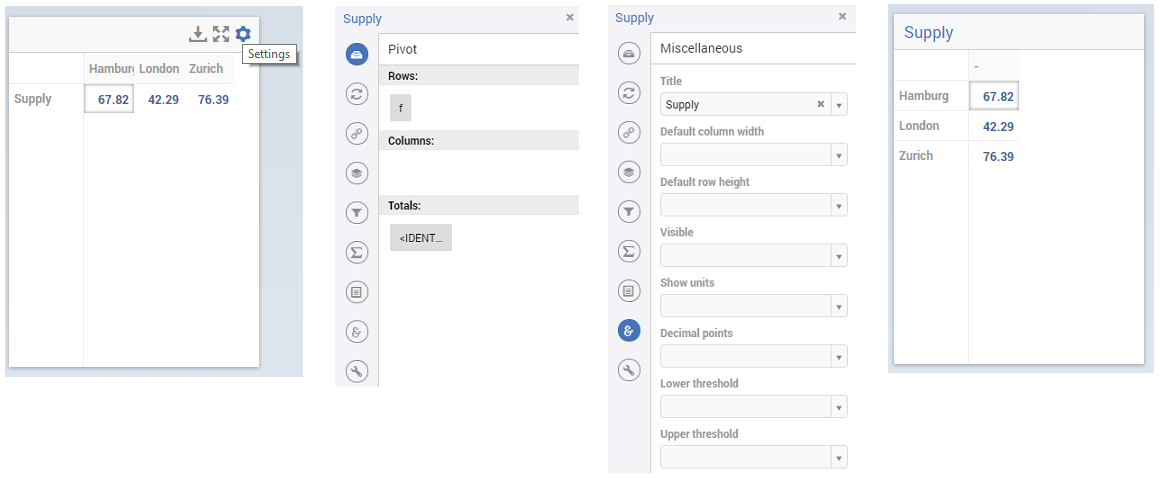 Settings
Hamburg London Zurich
Supply 67.82 42.29 76.39
Supply ×
Pivot
Rows:
f
Columns:
Totals:
<IDENT...
&
Supply ×
Miscellaneous
Title
Supply ×
Default column width
Default row height
Visible
Show units
Decimal points
&
Lower threshold
Upper threshold
Supply
-
Hamburg 67.82
London 42.29
Zurich 76.39